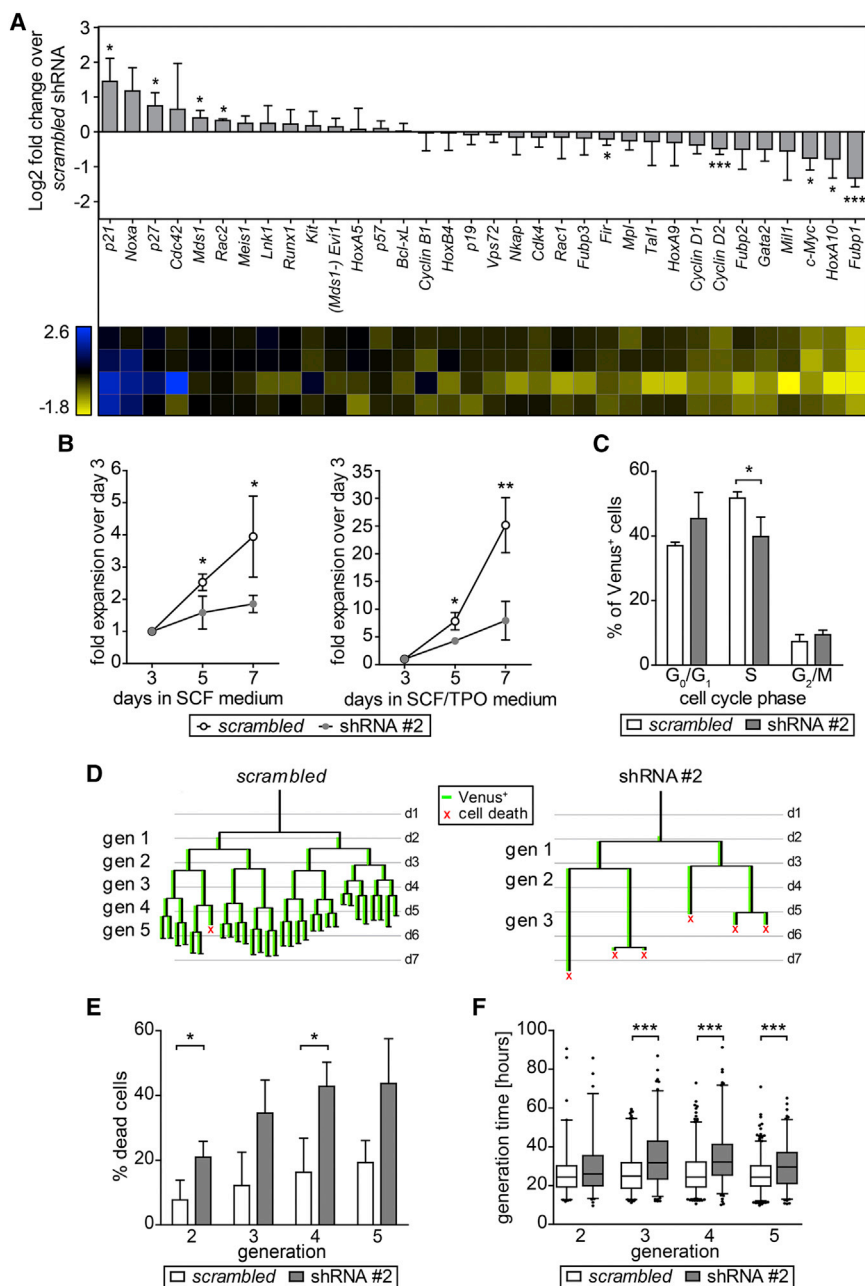 A
Log2 fold change over
scrambled shRNA
3
2
1
0
-1
-2
* * * * * *** * * ***
p21
Noxa
p27
Cdc42
Mds1
Rac2
Meis1
Lnk1
Runx1
Kit
(Mds1-) Evi1
HoxA5
p57
Bcl-xL
Cyclin B1
HoxB4
p19
Vps72
Nkap
Cdk4
Rac1
Fubp3
Fir
Mpl
Tal1
HoxA9
Cyclin D1
Cyclin D2
Fubp2
Gata2
Mil1
c-Myc
HoxA10
Fubp1
2.6
-1.8
B
fold expansion over day 3
6
5
4
3
2
1
0
* *
3 5 7
days in SCF medium
fold expansion over day 3
35
30
25
20
15
10
5
0
* **
3 5 7
days in SCF/TPO medium
scrambled shRNA #2
C
% of Venus+ cells
60
40
20
0
*
G0/G1 S G2/M
cell cycle phase
scrambled
shRNA #2
D
scrambled
gen 1
gen 2
gen 3
gen 4
gen 5
x
d1
d2
d3
d4
d5
d6
d7
Venus+
x cell death
shRNA #2
gen 1
gen 2
gen 3
x x x x x x
d1
d2
d3
d4
d5
d6
d7
E
% dead cells
60
40
20
0
* *
2 3 4 5
generation
scrambled shRNA #2
F
generation time [hours]
100
80
60
40
20
0
*** *** ***
2 3 4 5
generation
scrambled shRNA #2